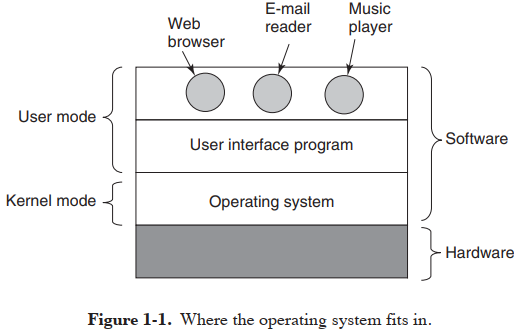 Web
browser
E-mail
reader
Music
player
User mode
User interface program
Software
Kernel mode
Operating system
Hardware
Figure 1-1. Where the operating system fits in.